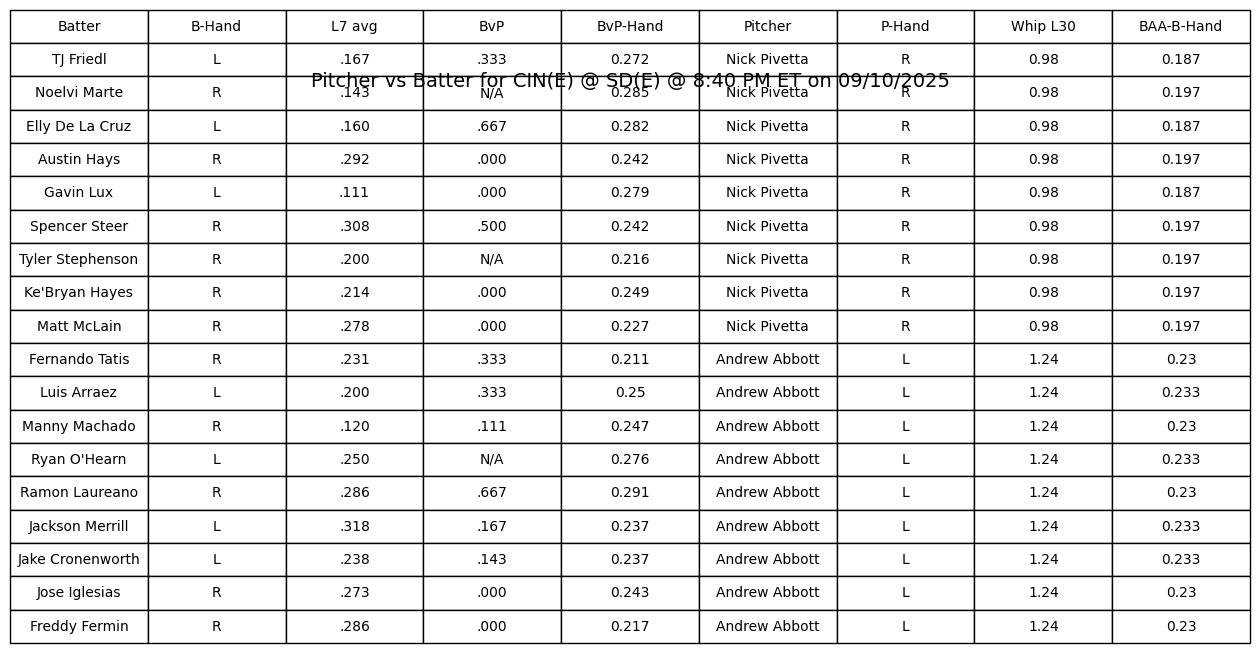 Batter B-Hand L7 avg BvP BvP-Hand Pitcher P-Hand Whip L30 BAA-B-Hand
TJ Friedl L .167 .333 0.272 Nick Pivetta R 0.98 0.187
Pitcher vs Batter for CIN(E) @ SD(E) @ 8:40 PM ET on 09/10/2025
Noelvi Marte R .143 N/A 0.285 Nick Pivetta R 0.98 0.197
Elly De La Cruz L .160 .667 0.282 Nick Pivetta R 0.98 0.187
Austin Hays R .292 .000 0.242 Nick Pivetta R 0.98 0.197
Gavin Lux L .111 .000 0.279 Nick Pivetta R 0.98 0.187
Spencer Steer R .308 .500 0.242 Nick Pivetta R 0.98 0.197
Tyler Stephenson R .200 N/A 0.216 Nick Pivetta R 0.98 0.197
Ke'Bryan Hayes R .214 .000 0.249 Nick Pivetta R 0.98 0.197
Matt McLain R .278 .000 0.227 Nick Pivetta R 0.98 0.197
Fernando Tatis R .231 .333 0.211 Andrew Abbott L 1.24 0.23
Luis Arraez L .200 .333 0.25 Andrew Abbott L 1.24 0.233
Manny Machado R .120 .111 0.247 Andrew Abbott L 1.24 0.23
Ryan O'Hearn L .250 N/A 0.276 Andrew Abbott L 1.24 0.233
Ramon Laureano R .286 .667 0.291 Andrew Abbott L 1.24 0.23
Jackson Merrill L .318 .167 0.237 Andrew Abbott L 1.24 0.233
Jake Cronenworth L .238 .143 0.237 Andrew Abbott L 1.24 0.233
Jose Iglesias R .273 .000 0.243 Andrew Abbott L 1.24 0.23
Freddy Fermin R .286 .000 0.217 Andrew Abbott L 1.24 0.23